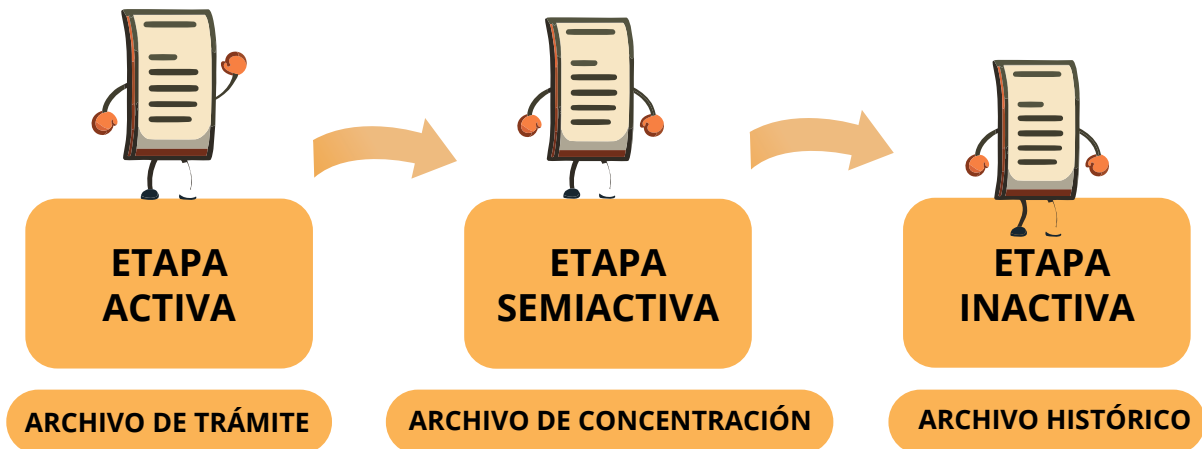 ETAPA
ACTIVA
ETAPA
SEMIACTIVA
ETAPA
INACTIVA
ARCHIVO DE TRÁMITE
ARCHIVO DE CONCENTRACIÓN
ARCHIVO HISTÓRICO